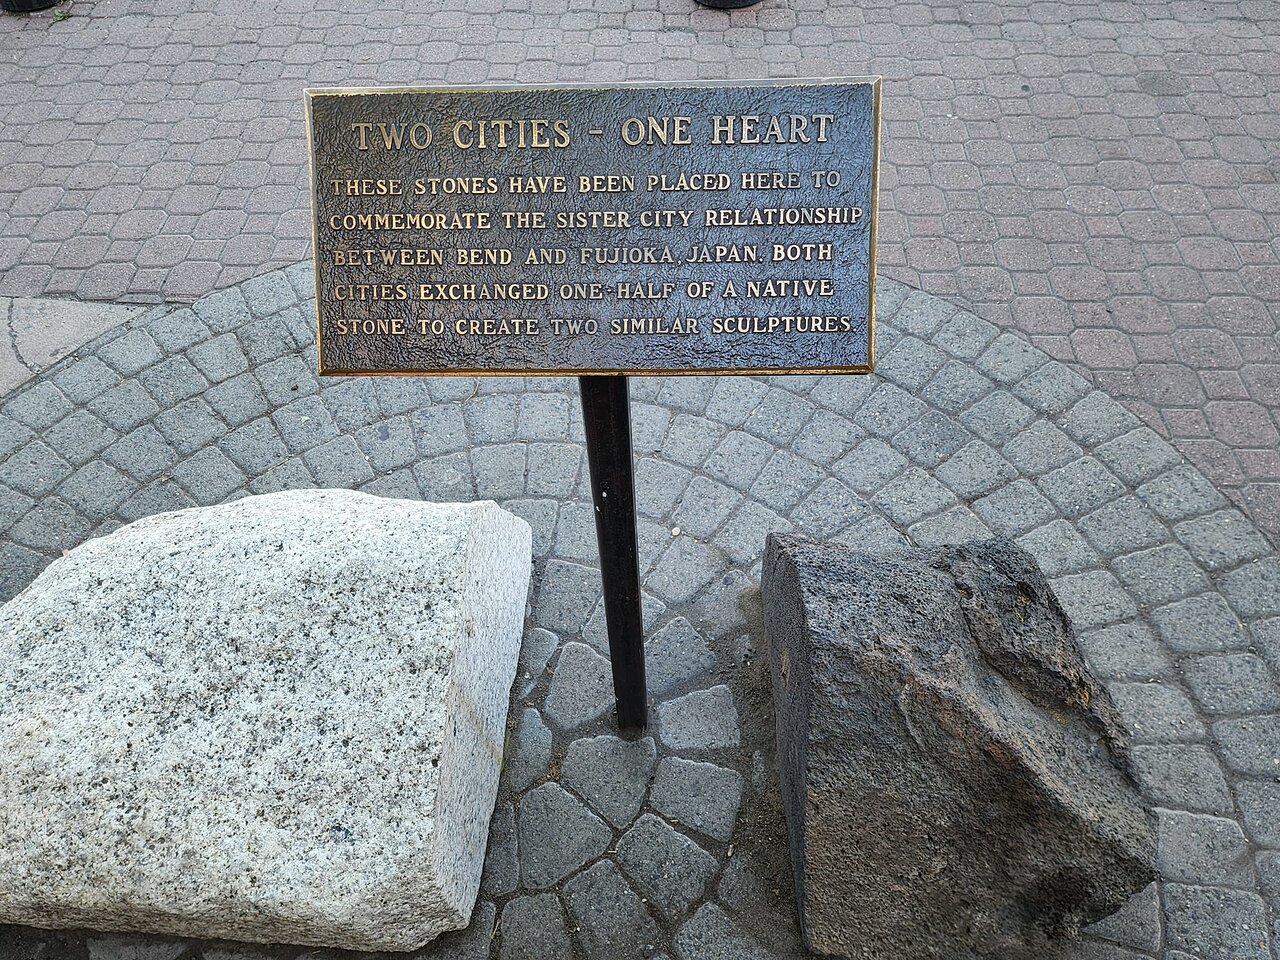 TWO CITIES - ONE HEART
THESE STONES HAVE BEEN PLACED HERE TO
COMMEMORATE THE SISTER CITY RELATIONSHIP
BETWEEN BEND AND FUJIOKA, JAPAN. BOTH
CITIES EXCHANGED ONE-HALF OF A NATIVE
STONE TO CREATE TWO SIMILAR SCULPTURES.